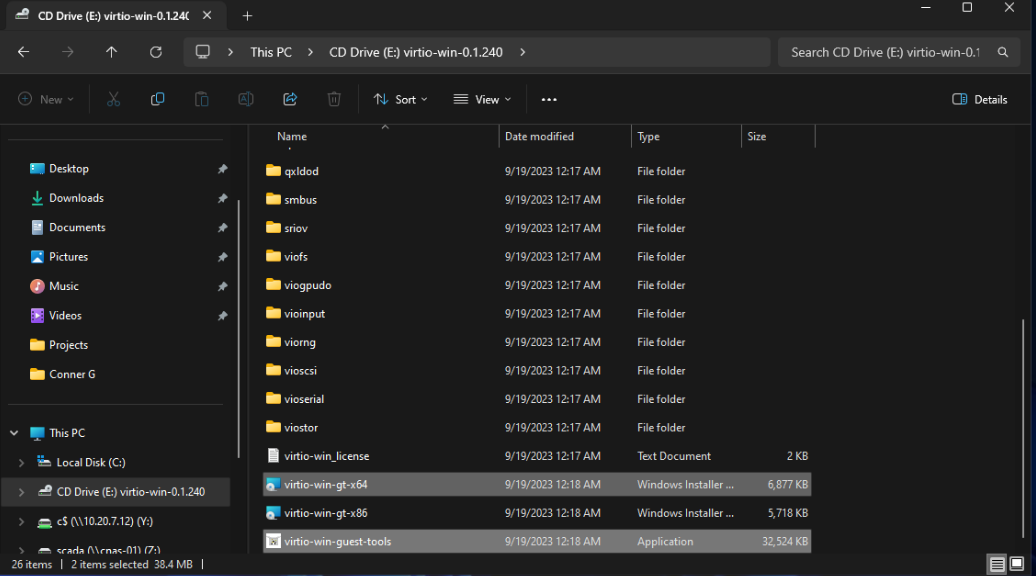 CD Drive (E:) virtio-win-0.1.240
This PC CD Drive (E:) virtio-win-0.1.240 Search CD Drive (E:) virtio-win-0.1
New Sort View Details
Name Date modified Type Size
Desktop
Downloads
Documents
Pictures
Music
Videos
Projects
Conner G
This PC
Local Disk (C:)
CD Drive (E:) virtio-win-0.1.240
c$ (\\10.20.7.12) (Y:)
scada (\\cnas-01) (Z:)
qxldod 9/19/2023 12:17 AM File folder
smbus 9/19/2023 12:17 AM File folder
sriov 9/19/2023 12:17 AM File folder
viofs 9/19/2023 12:17 AM File folder
viogpudo 9/19/2023 12:17 AM File folder
vioinput 9/19/2023 12:17 AM File folder
viorng 9/19/2023 12:17 AM File folder
vioscsi 9/19/2023 12:17 AM File folder
vioserial 9/19/2023 12:17 AM File folder
viostor 9/19/2023 12:17 AM File folder
virtio-win_license 9/19/2023 12:17 AM Text Document 2 KB
virtio-win-gt-x64 9/19/2023 12:18 AM Windows Installer ... 6,877 KB
virtio-win-gt-x86 9/19/2023 12:18 AM Windows Installer ... 5,718 KB
virtio-win-guest-tools 9/19/2023 12:18 AM Application 32,524 KB
26 items 2 items selected 38.4 MB